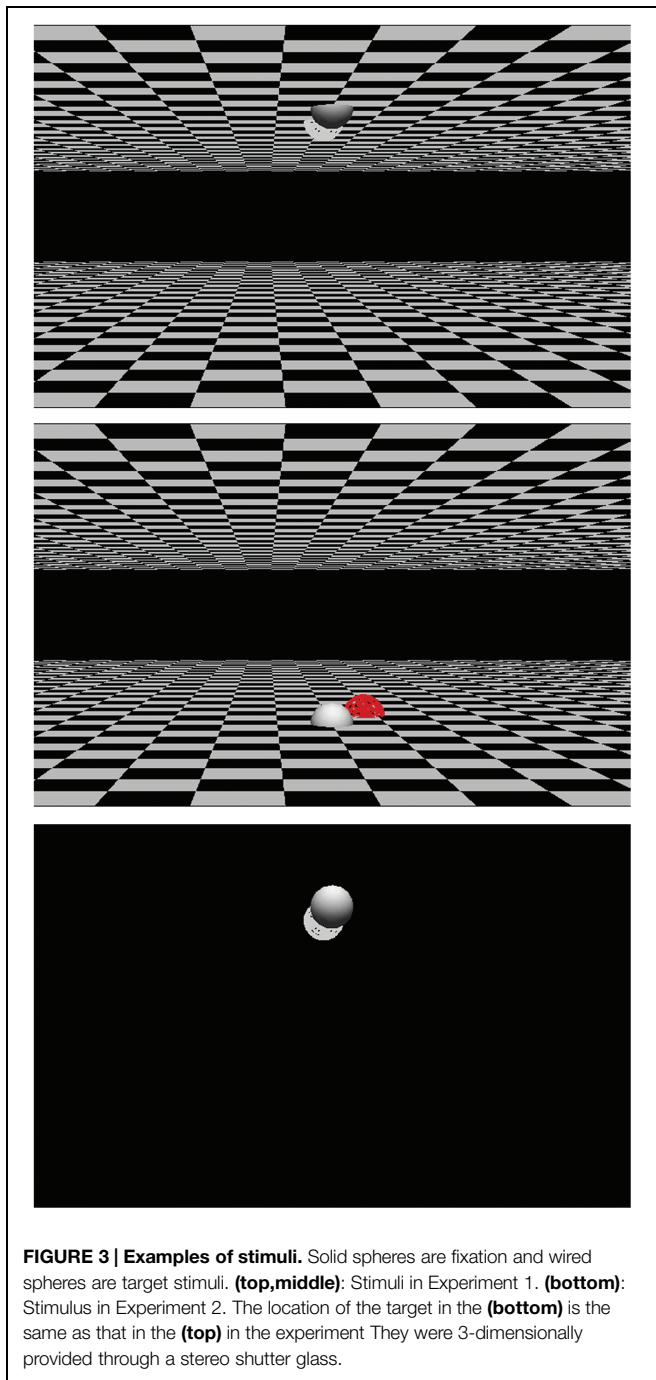 FIGURE 3 | Examples of stimuli. Solid spheres are fixation and wired
spheres are target stimuli. (top,middle): Stimuli in Experiment 1. (bottom):
Stimulus in Experiment 2. The location of the target in the (bottom) is the
same as that in the (top) in the experiment They were 3-dimensionally
provided through a stereo shutter glass.